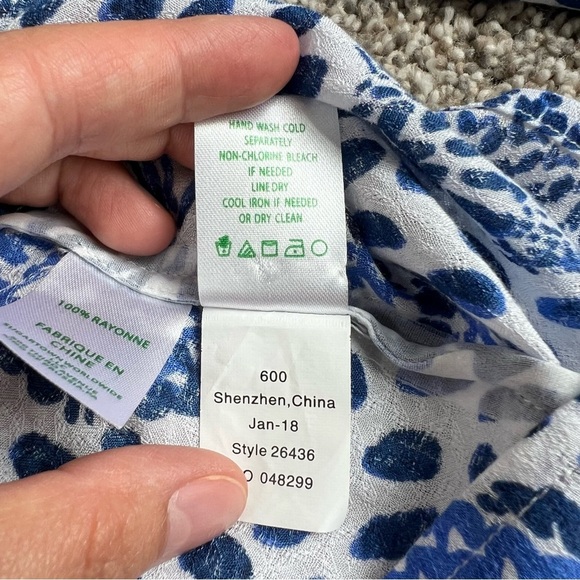 HAND WASH COLD
SEPARATELY
NON-CHLORINE BLEACH
IF NEEDED
LINE DRY
COOL IRON IF NEEDED
OR DRY CLEAN
100% RAYONNE
FABRIQUE EN
CHINE
WORLDWIDE
600
Shenzhen,China
Jan-18
Style 26436
O 048299